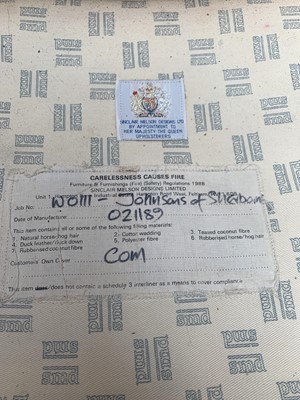 SINCLAIR MELSON DESIGNS LTD
BY APPOINTMENT TO
HER MAJESTY THE QUEEN
UPHOLSTERERS
CARELESSNESS CAUSES FIRE
Furniture & Furnishings (Fire) (Safety) Regulations 1988
SINCLAIR MELSON DESIGNS LIMITED
Job No. W0111 - Johnsons of
Date of Manufacture: 021189
This item contains all or some of the following filling materials:
1. Natural horse/hog hair 2. Cotton wadding 3. Teased coconut fibre
4. Duck feather/duck down 5. Polyester fibre 6. Rubberised horse/hog hair
7. Rubberised coconut fibre
Customers Own Cover COM
This item does/does not connect a schedule 3 interliner as a means to cover compliance
smd